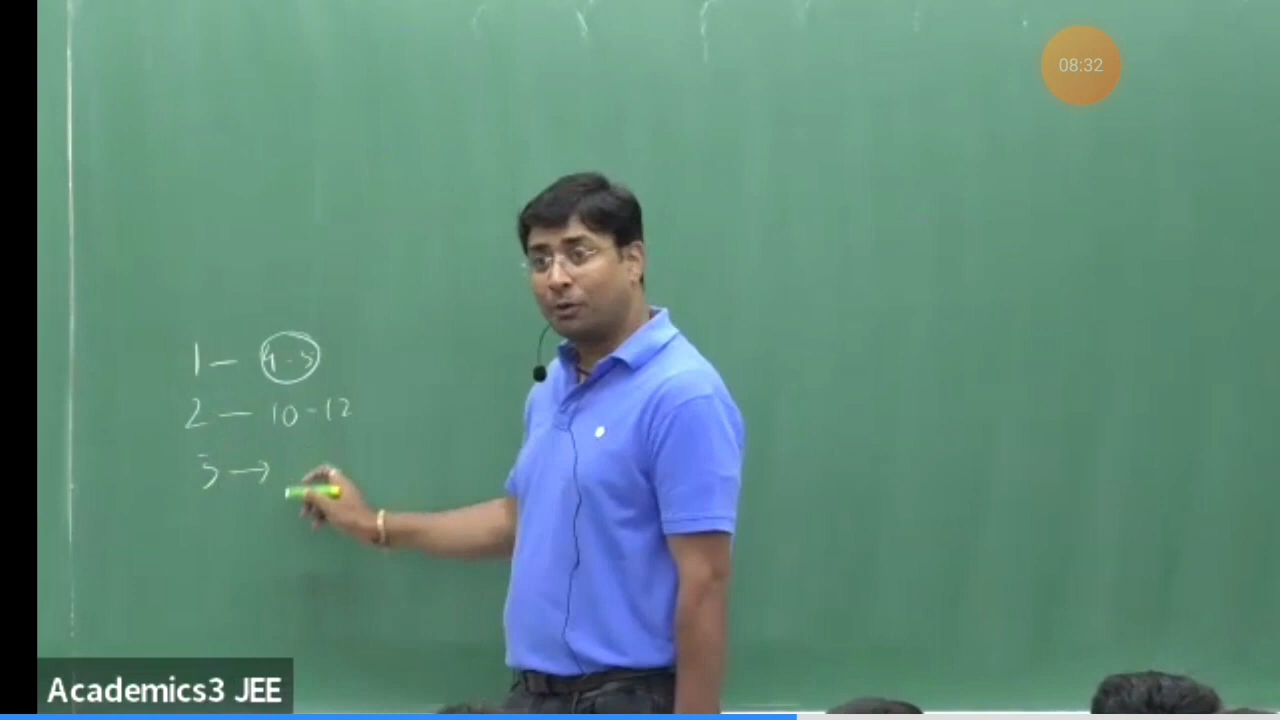 08:32
1 — 4-5
2 — 10-12
5 →
Academics3 JEE